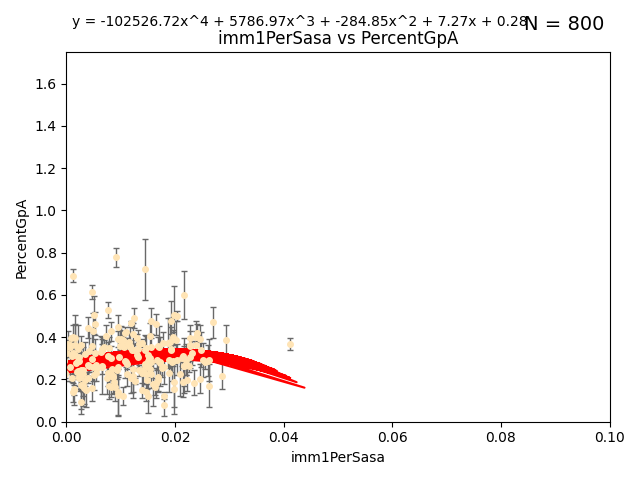 y = -102526.72x^4 + 5786.97x^3 + -284.85x^2 + 7.27x + 0.28
N = 800
imm1PerSasa vs PercentGpA
1.6
1.4
1.2
1.0
0.8
0.6
0.4
0.2
0.0
PercentGpA
0.00 0.02 0.04 0.06 0.08 0.10
imm1PerSasa